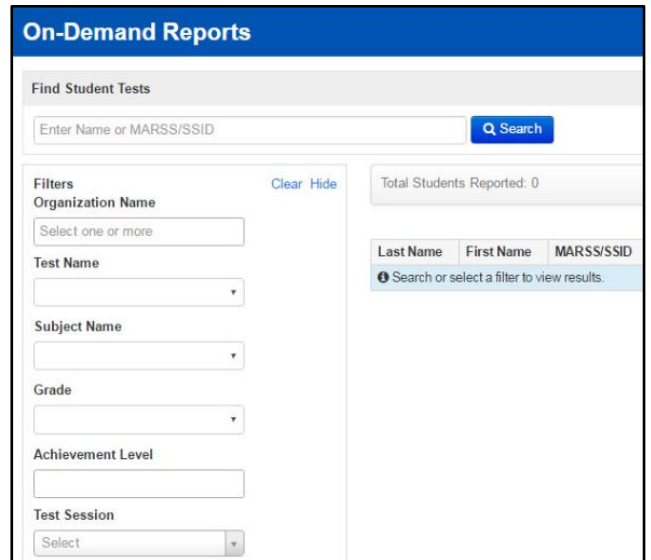 On-Demand Reports
Find Student Tests
Enter Name or MARSS/SSID
Search
Filters Clear Hide
Organization Name
Select one or more
Test Name
Subject Name
Grade
Achievement Level
Test Session
Select
Total Students Reported: 0
Last Name First Name MARSS/SSID
Search or select a filter to view results.